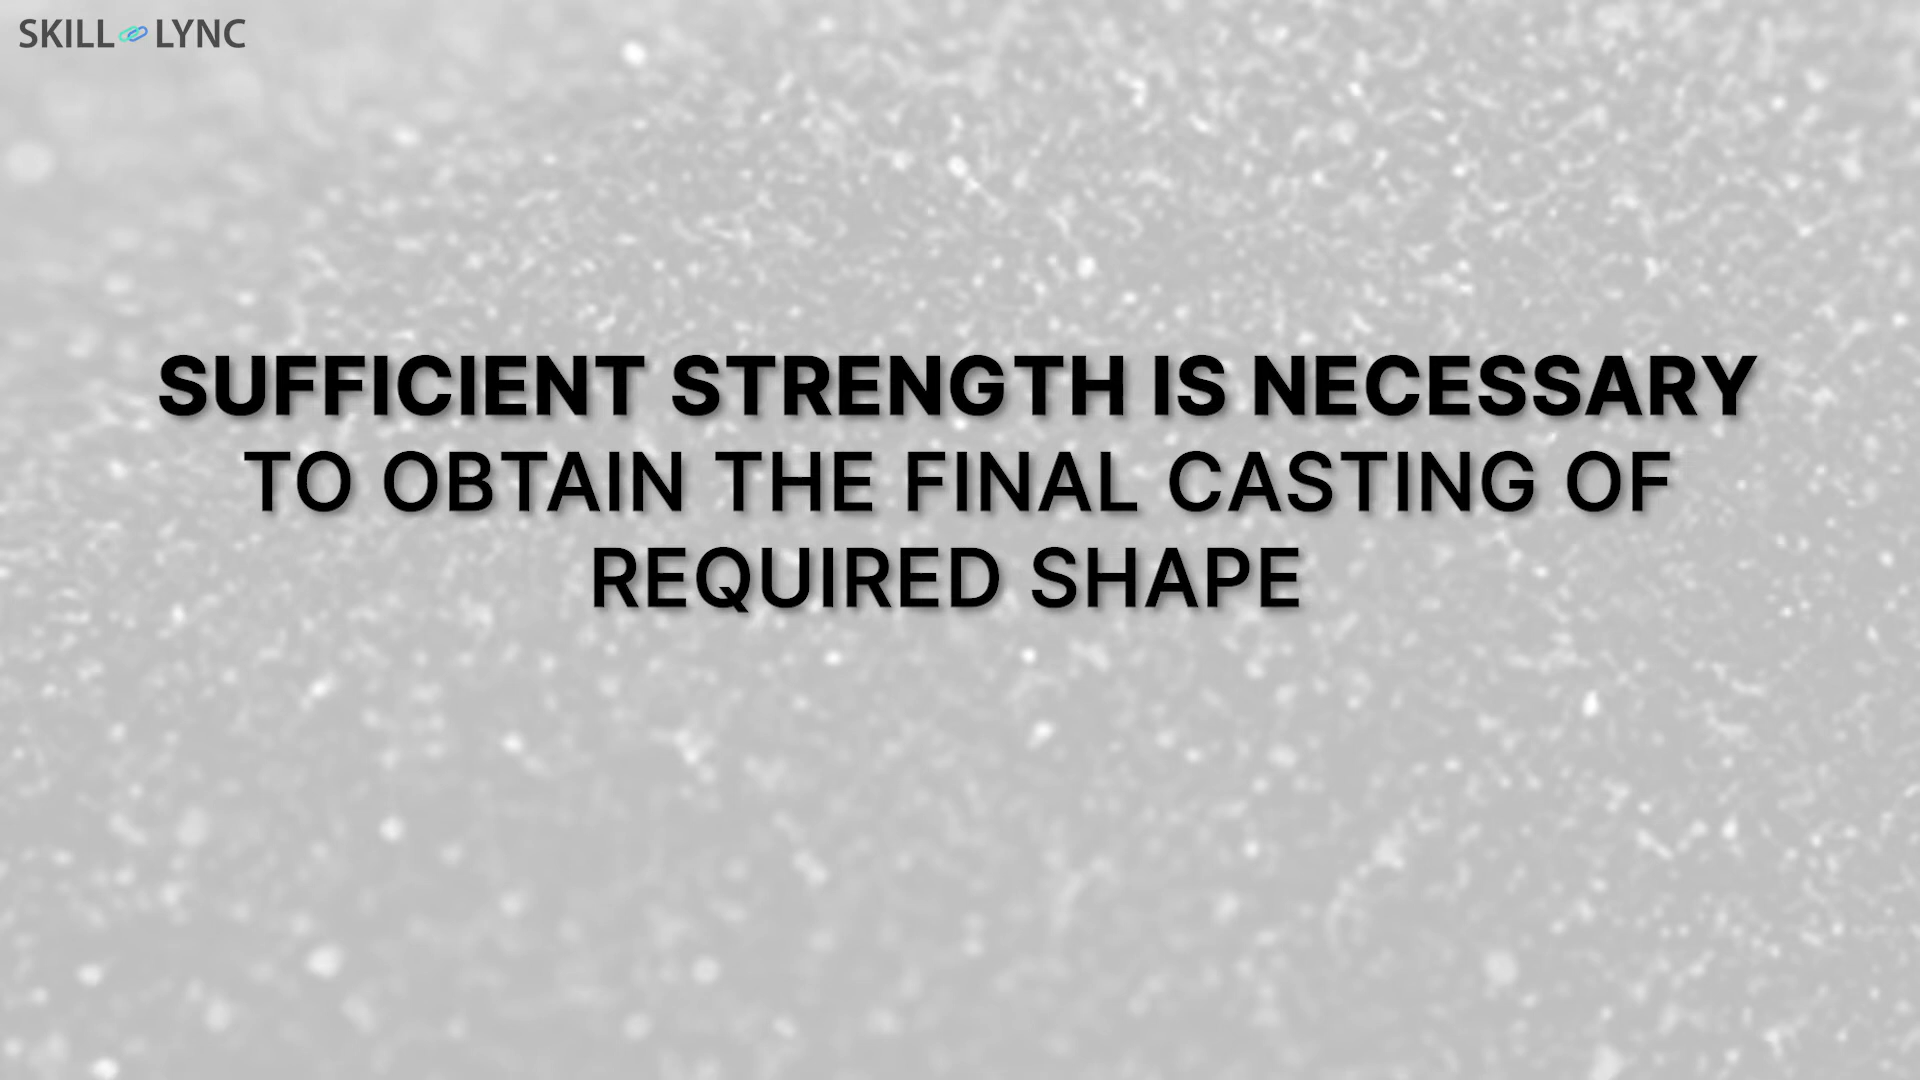 SKILL LYNC
SUFFICIENT STRENGTH IS NECESSARY
TO OBTAIN THE FINAL CASTING OF
REQUIRED SHAPE